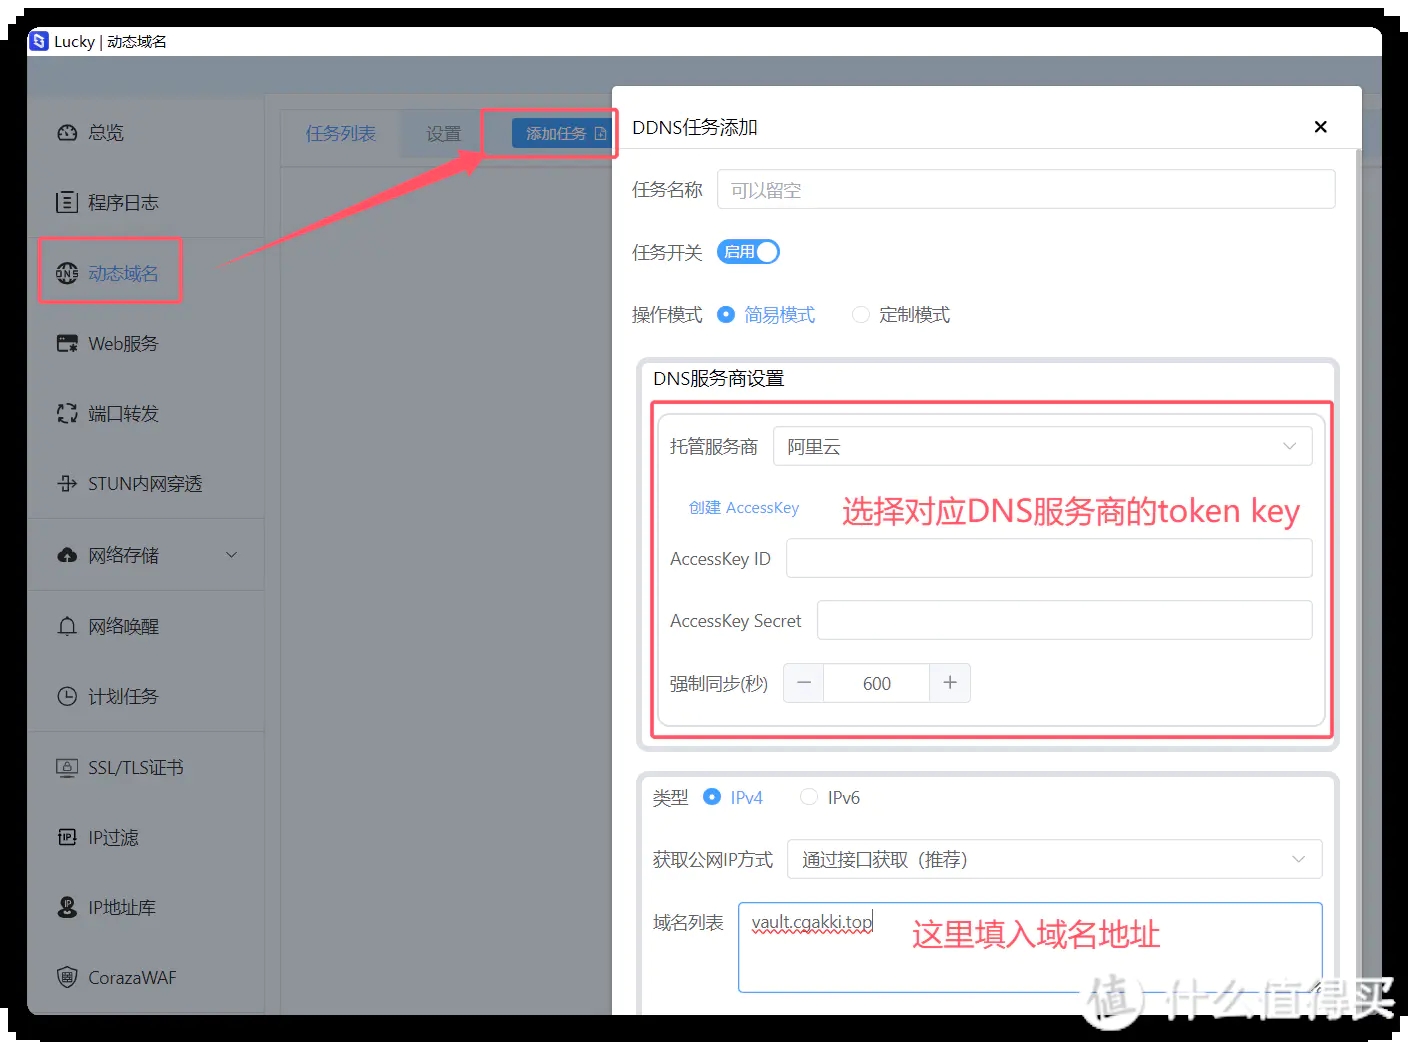 Lucky | 动态域名
总览
程序日志
动态域名
Web服务
端口转发
STUN内网穿透
网络存储
网络唤醒
计划任务
SSL/TLS证书
IP过滤
IP地址库
CorazaWAF
任务列表 设置 添加任务
DDNS任务添加
任务名称 可以留空
任务开关 启用
操作模式 简易模式 定制模式
DNS服务商设置
托管服务商 阿里云
创建 AccessKey 选择对应DNS服务商的token key
AccessKey ID
AccessKey Secret
强制同步(秒) 600
类型 IPv4 IPv6
获取公网IP方式 通过接口获取（推荐）
域名列表 vault.cgakki.top 这里填入域名地址
值 什么值得买